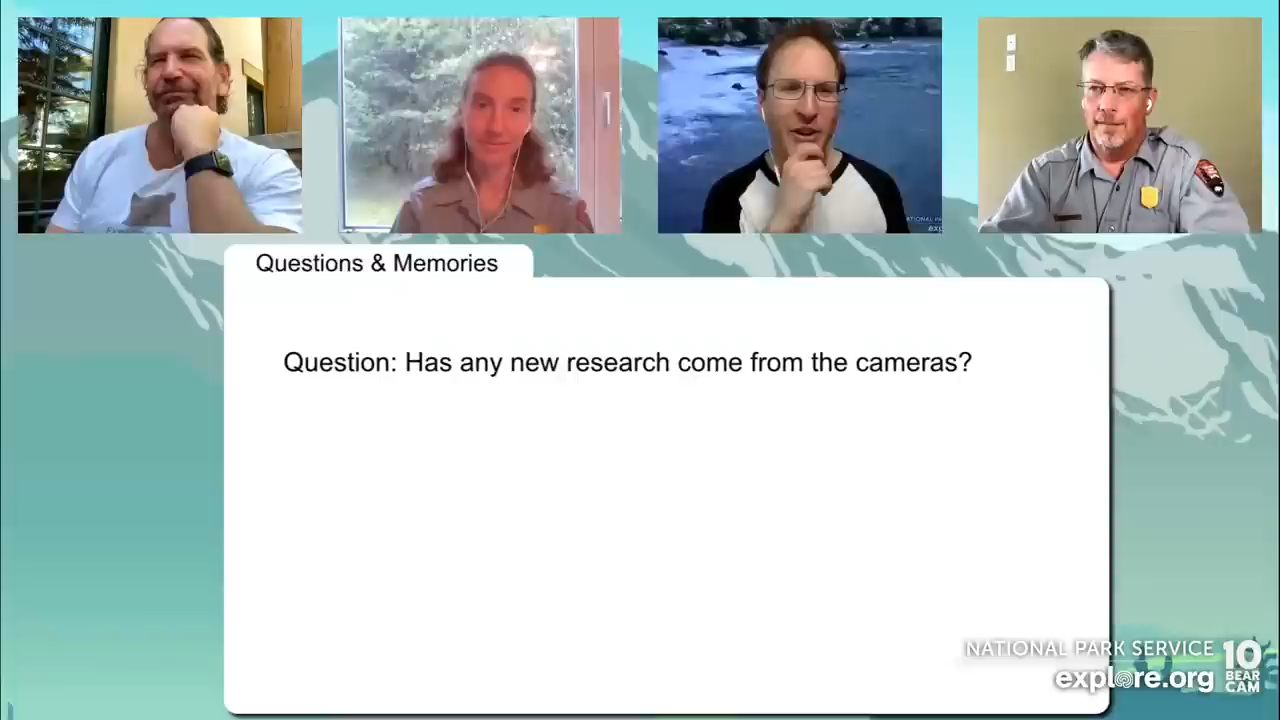 Questions & Memories
Question: Has any new research come from the cameras?
NATIONAL PARK SERVICE
explore.org
10
BEAR
CAM